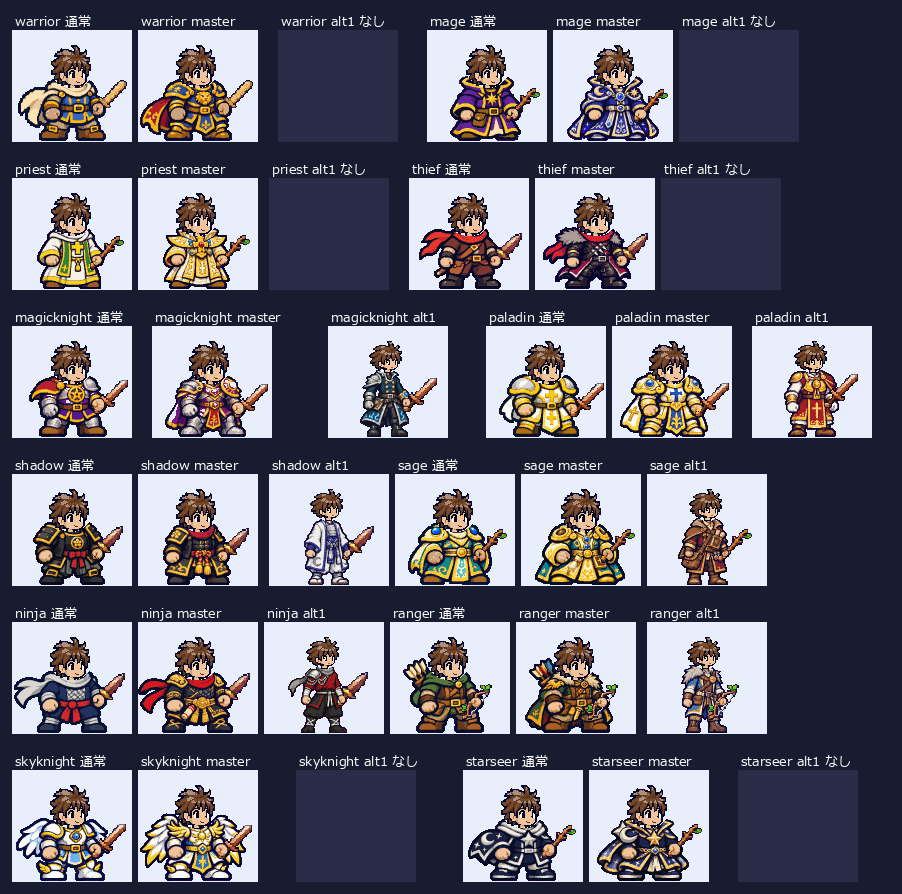 warrior 通常 warrior master warrior alt1 なし mage 通常 mage master mage alt1 なし
priest 通常 priest master priest alt1 なし thief 通常 thief master thief alt1 なし
magicknight 通常 magicknight master magicknight alt1 paladin 通常 paladin master paladin alt1
shadow 通常 shadow master shadow alt1 sage 通常 sage master sage alt1
ninja 通常 ninja master ninja alt1 ranger 通常 ranger master ranger alt1
skyknight 通常 skyknight master skyknight alt1 なし starseer 通常 starseer master starseer alt1 なし